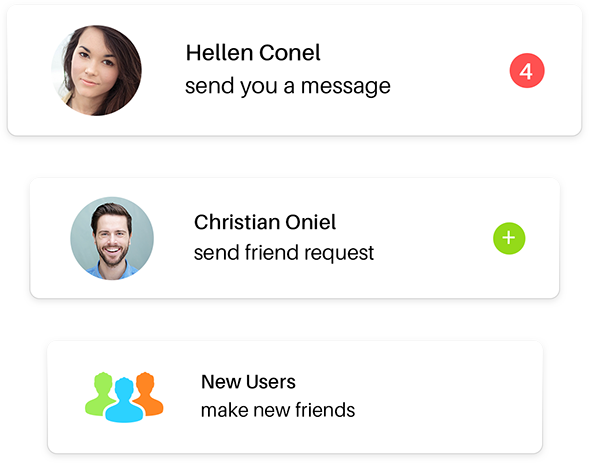 Hellen Conel
send you a message
4
Christian Oniel
send friend request
+
New Users
make new friends